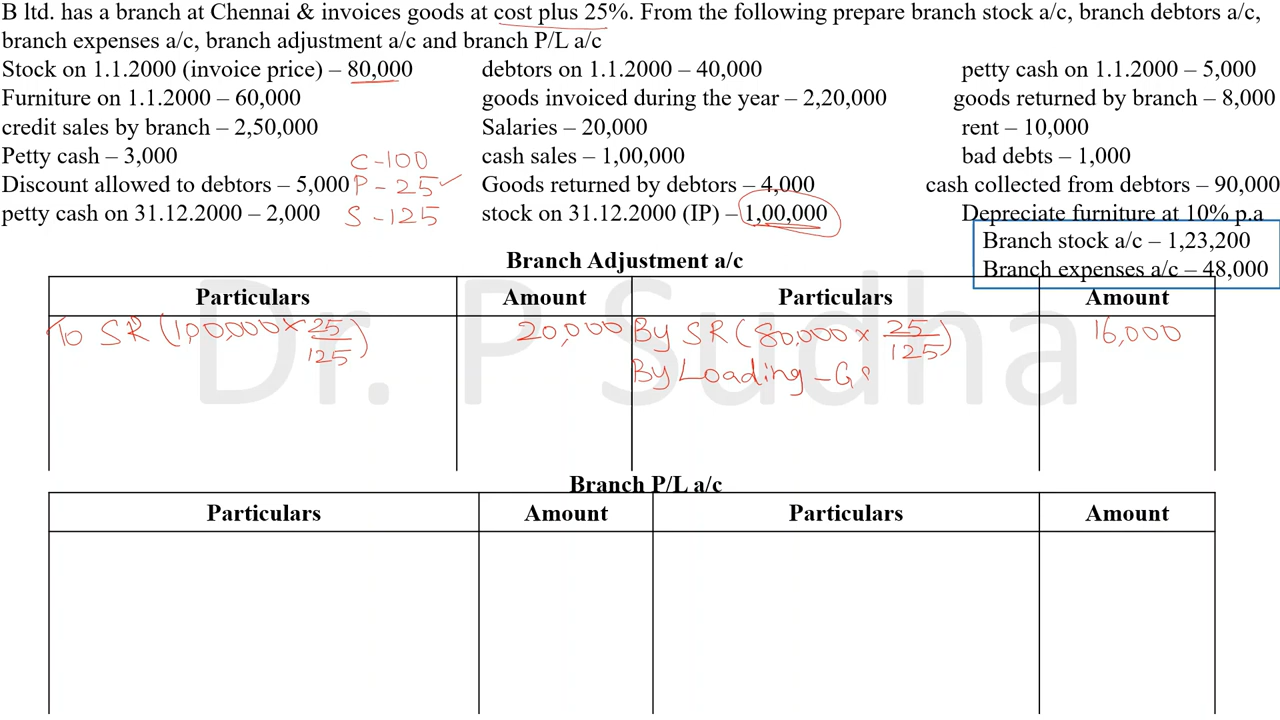 B ltd. has a branch at Chennai & invoices goods at cost plus 25%. From the following prepare branch stock a/c, branch debtors a/c,
branch expenses a/c, branch adjustment a/c and branch P/L a/c
Stock on 1.1.2000 (invoice price) – 80,000 debtors on 1.1.2000 – 40,000 petty cash on 1.1.2000 – 5,000
Furniture on 1.1.2000 – 60,000 goods invoiced during the year – 2,20,000 goods returned by branch – 8,000
credit sales by branch – 2,50,000 Salaries – 20,000 rent – 10,000
Petty cash – 3,000 C - 100 cash sales – 1,00,000 bad debts – 1,000
Discount allowed to debtors – 5,000 P - 25 ✓ Goods returned by debtors – 4,000 cash collected from debtors – 90,000
petty cash on 31.12.2000 – 2,000 S - 125 stock on 31.12.2000 (IP) – 1,00,000 Depreciate furniture at 10% p.a
Branch stock a/c – 1,23,200
Branch expenses a/c – 48,000
Branch Adjustment a/c
Particulars Amount Particulars Amount
To SR (1,00,000 × 25/125) 20,000 By SR (80,000 × 25/125) 16,000
By Loading - G
Dr. P Sudha
Branch P/L a/c
Particulars Amount Particulars Amount